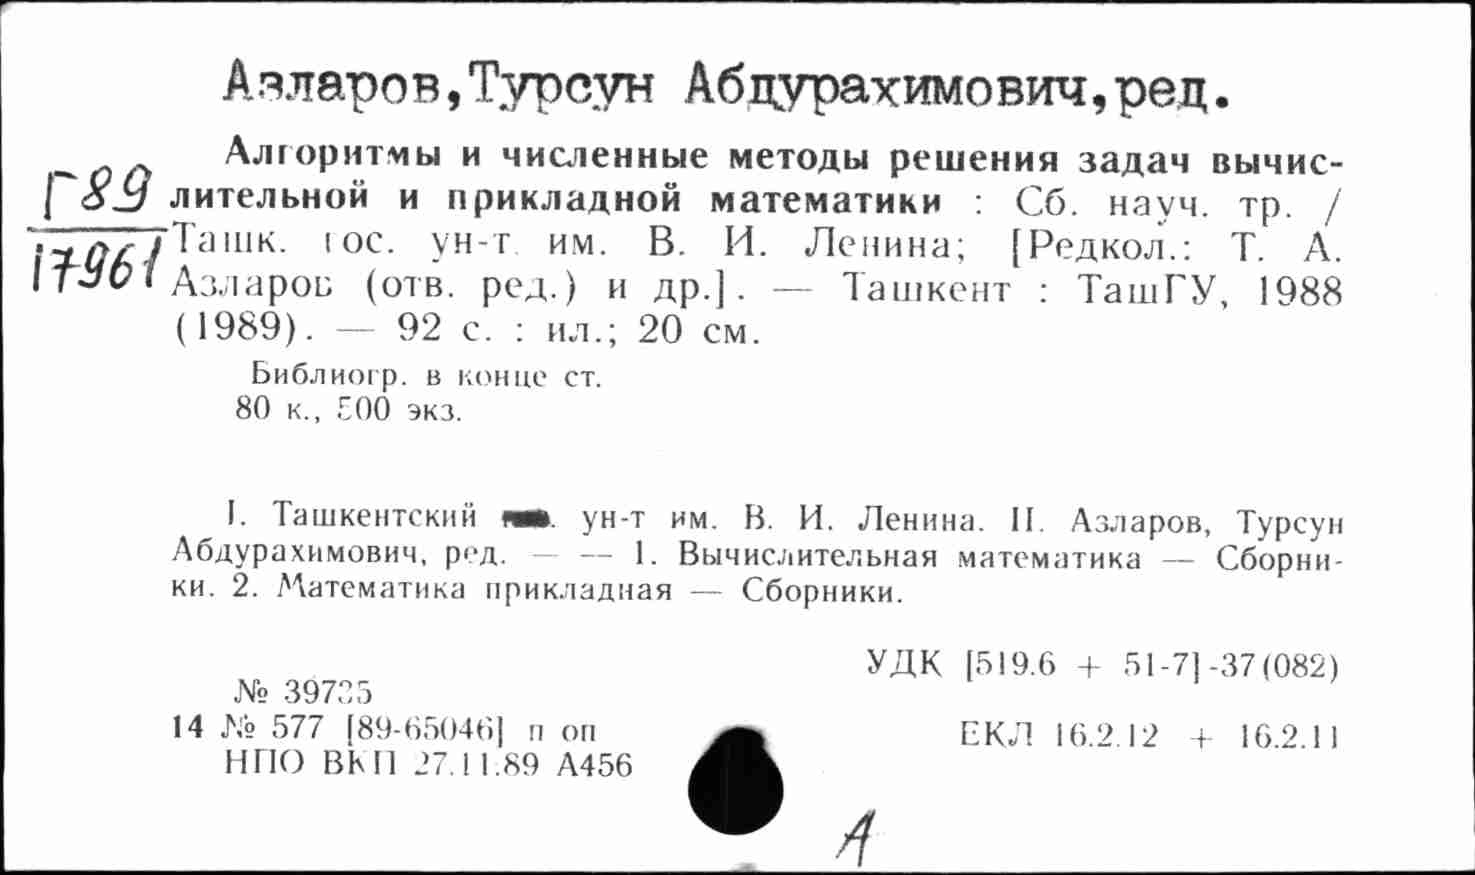 Азларов,Турсун Абдурахимович,ред.
Алгоритмы и численные методы решения задач вычис-
Г89 лительной и прикладной математики : Сб. науч. тр. /
17961 Ташк. гос. ун-т им. В. И. Ленина; [Редкол.: Т. А.
Азларов (отв. ред.) и др.]. — Ташкент : ТашГУ, 1988
(1989). — 92 с. : ил.; 20 см.
Библиогр. в конце ст.
80 к., 500 экз.
I. Ташкентский ун-т им. В. И. Ленина. II. Азларов, Турсун
Абдурахимович, ред. — — 1. Вычислительная математика — Сборни-
ки. 2. Математика прикладная — Сборники.
УДК [519.6 + 51-7]-37(082)
№
14 № 577 [89-65046] п оп
ЕКЛ 16.2.12 + 16.2.11
НПО ВКП 27.11.89 А456
А